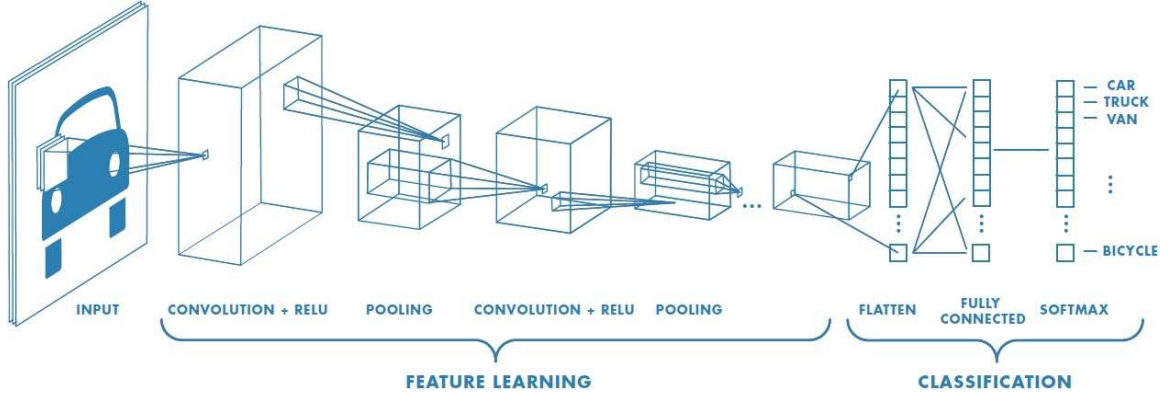 CAR
TRUCK
VAN
BICYCLE
INPUT
CONVOLUTION + RELU
POOLING
CONVOLUTION + RELU
POOLING
FLATTEN
FULLY
CONNECTED
SOFTMAX
FEATURE LEARNING
CLASSIFICATION